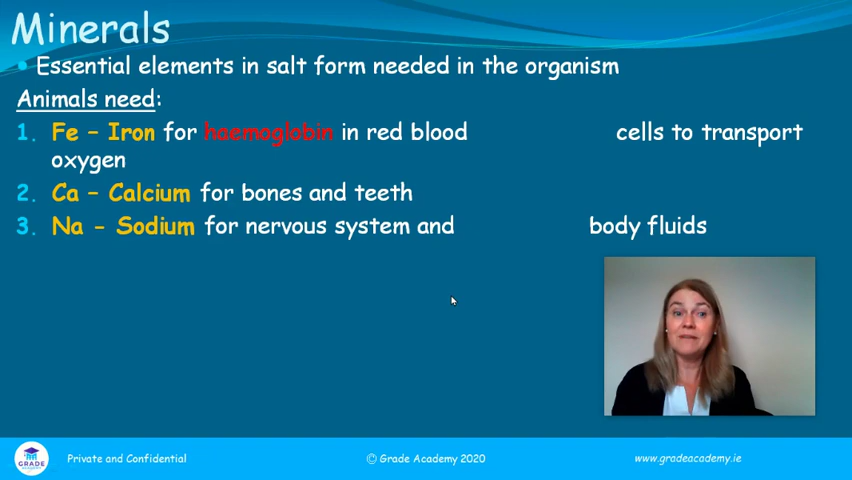 Minerals
• Essential elements in salt form needed in the organism
Animals need:
1. Fe – Iron for haemoglobin in red blood cells to transport
oxygen
2. Ca – Calcium for bones and teeth
3. Na - Sodium for nervous system and body fluids
GRADE
Private and Confidential
© Grade Academy 2020
www.gradeacademy.ie